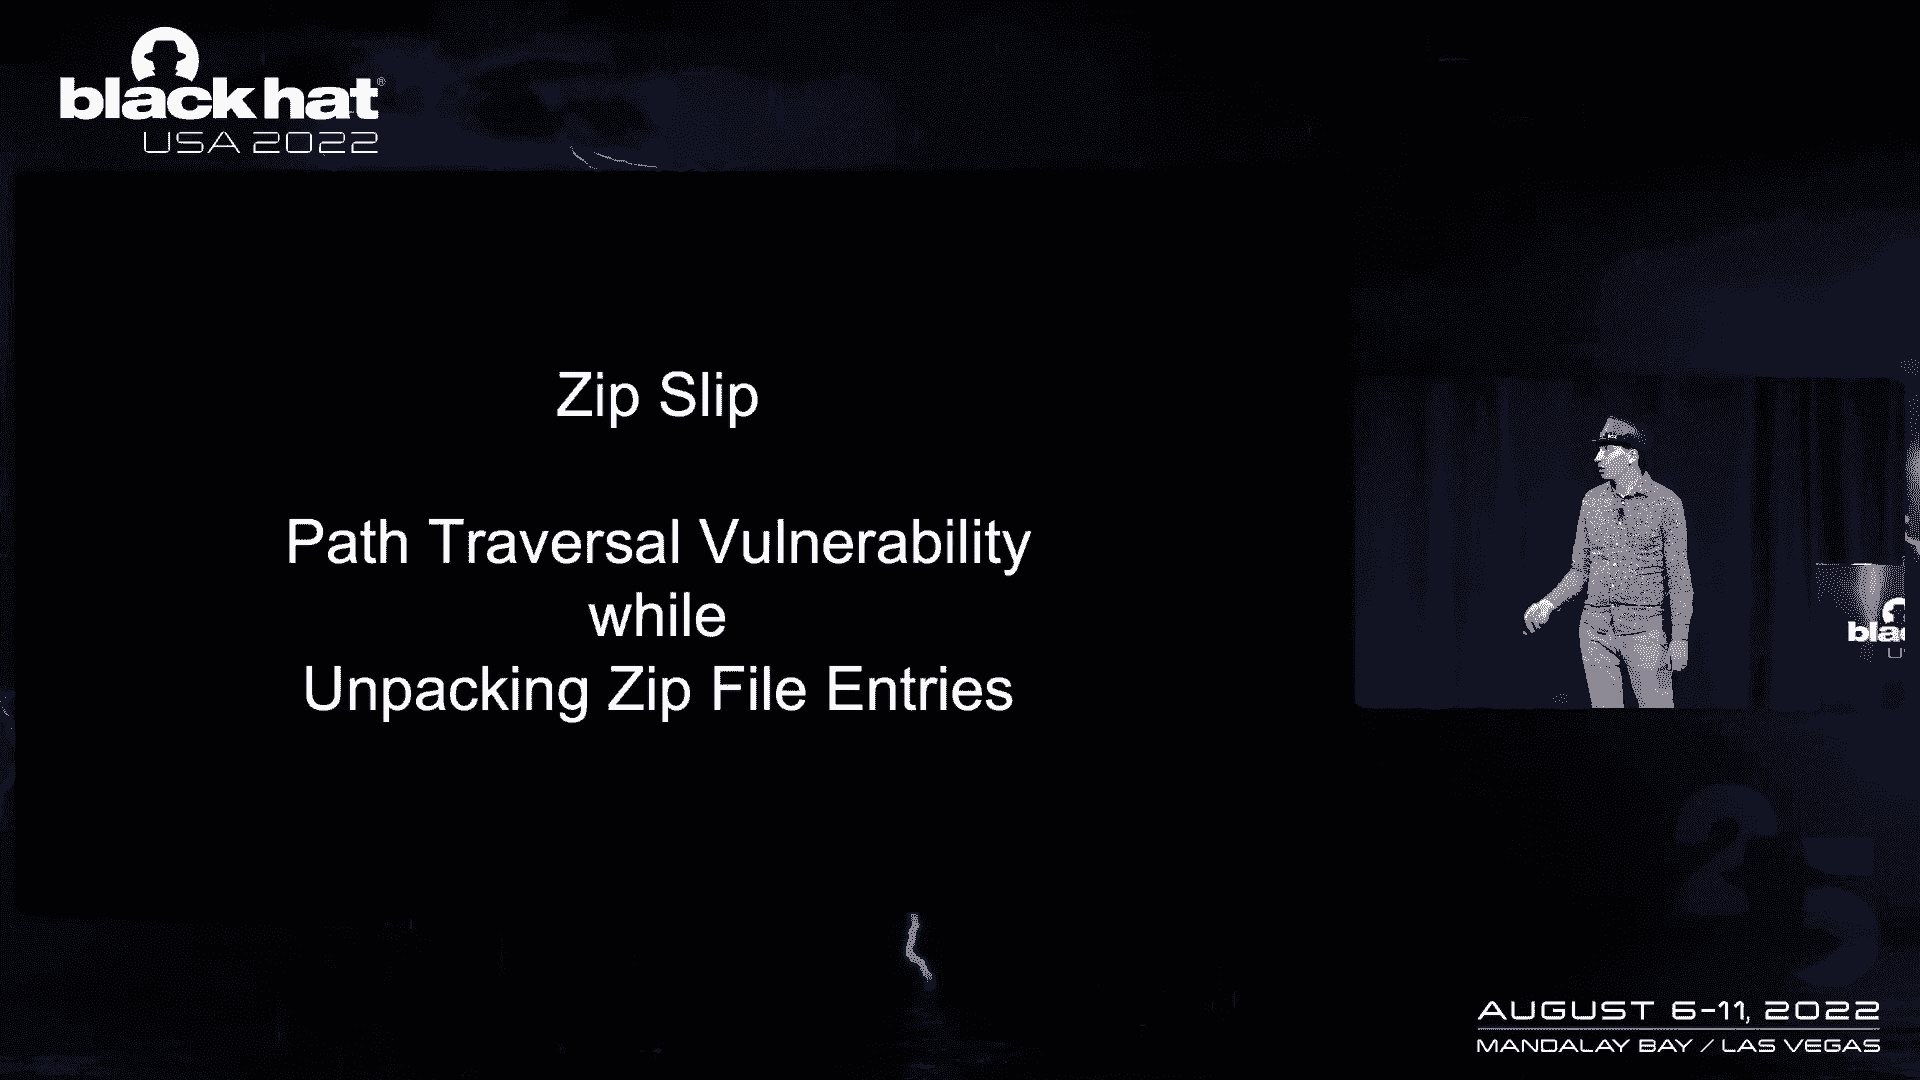 black hat®
USA 2022
Zip Slip
Path Traversal Vulnerability
while
Unpacking Zip File Entries
25
AUGUST 6-11, 2022
MANDALAY BAY / LAS VEGAS